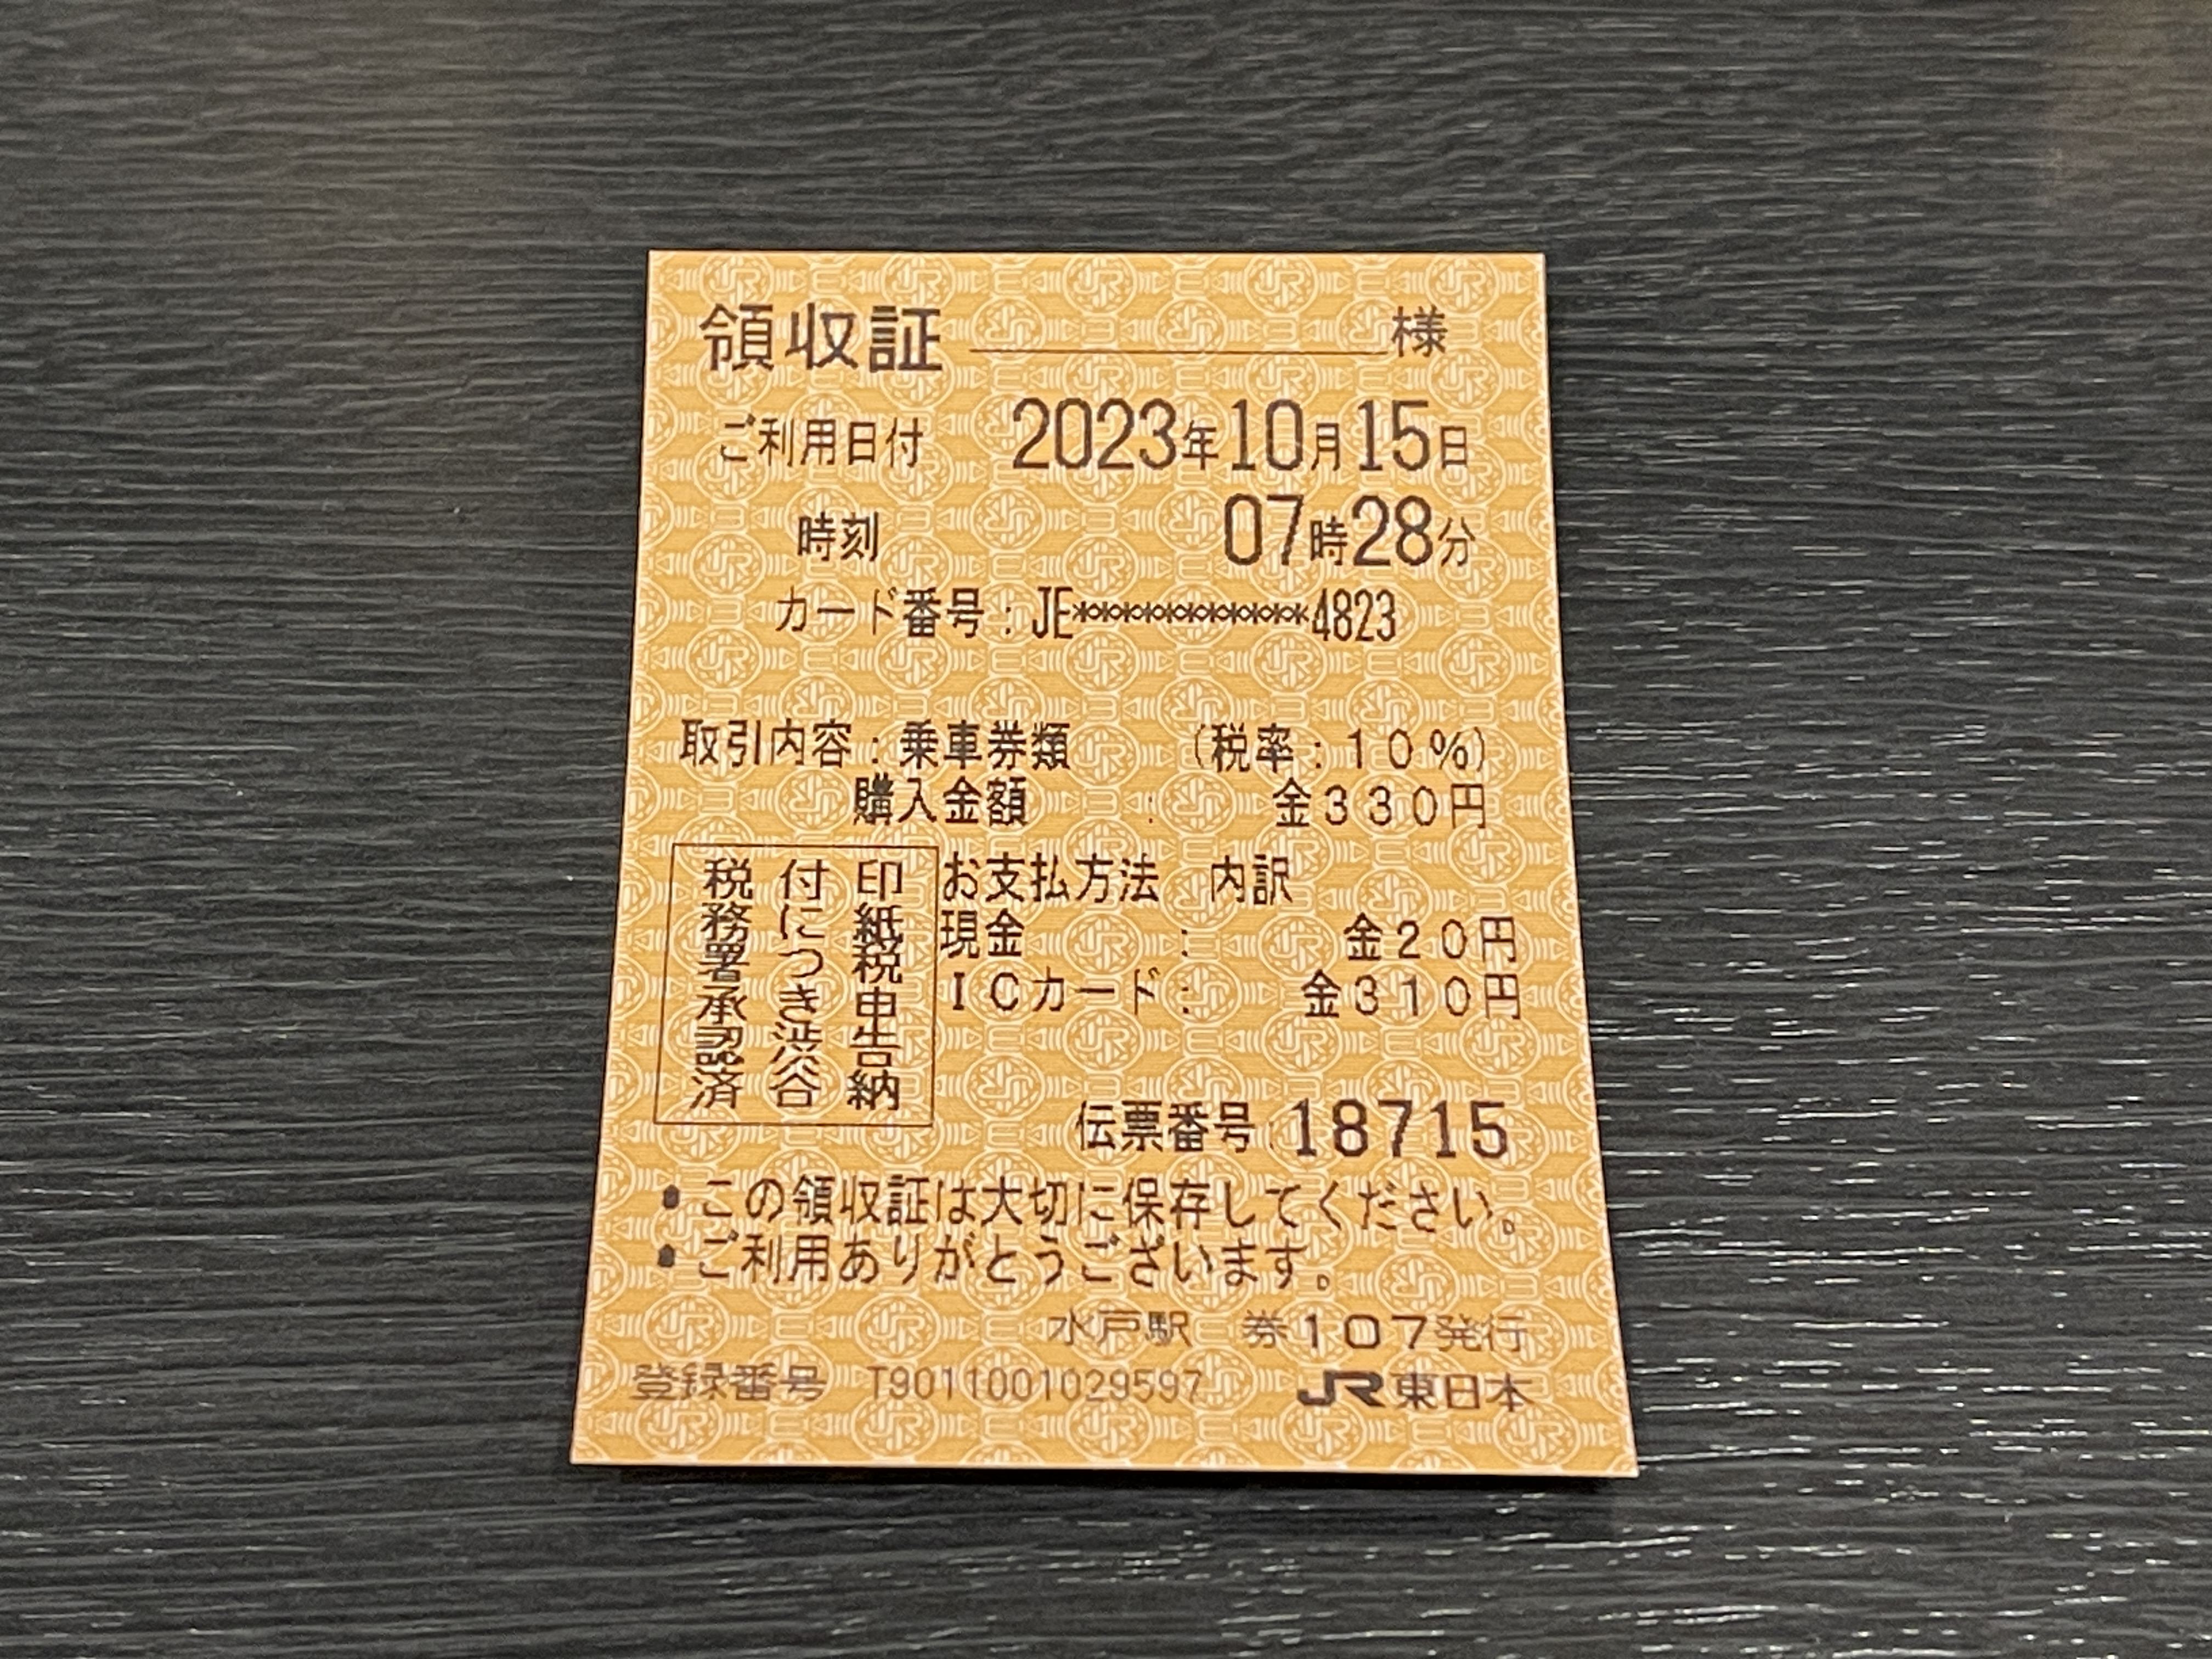 領収証 様
ご利用日付 2023年10月15日
時刻 07時28分
カード番号:JE*************4823
取引内容:乗車券類 (税率:10%)
購入金額 : 金330円
お支払方法 内訳
現金 : 金20円
ICカード: 金310円
印紙税申告納
付につき渋谷
税務署承認済
伝票番号:18715
・この領収証は大切に保存してください。
・ご利用ありがとうございます。
水戸駅 券107発行
登録番号 T9011001029597 JR東日本